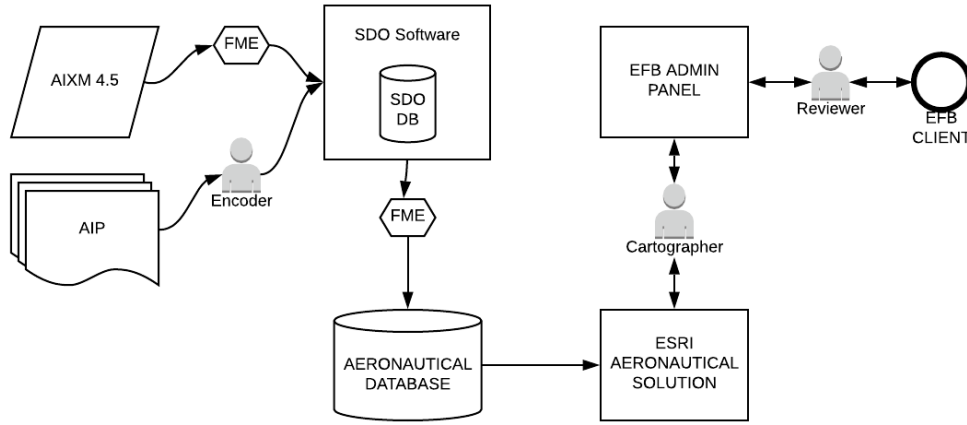 AIXM 4.5
FME
SDO Software
SDO
DB
EFB ADMIN
PANEL
Reviewer
EFB
CLIENT
Encoder
AIP
FME
Cartographer
AERONAUTICAL
DATABASE
ESRI
AERONAUTICAL
SOLUTION